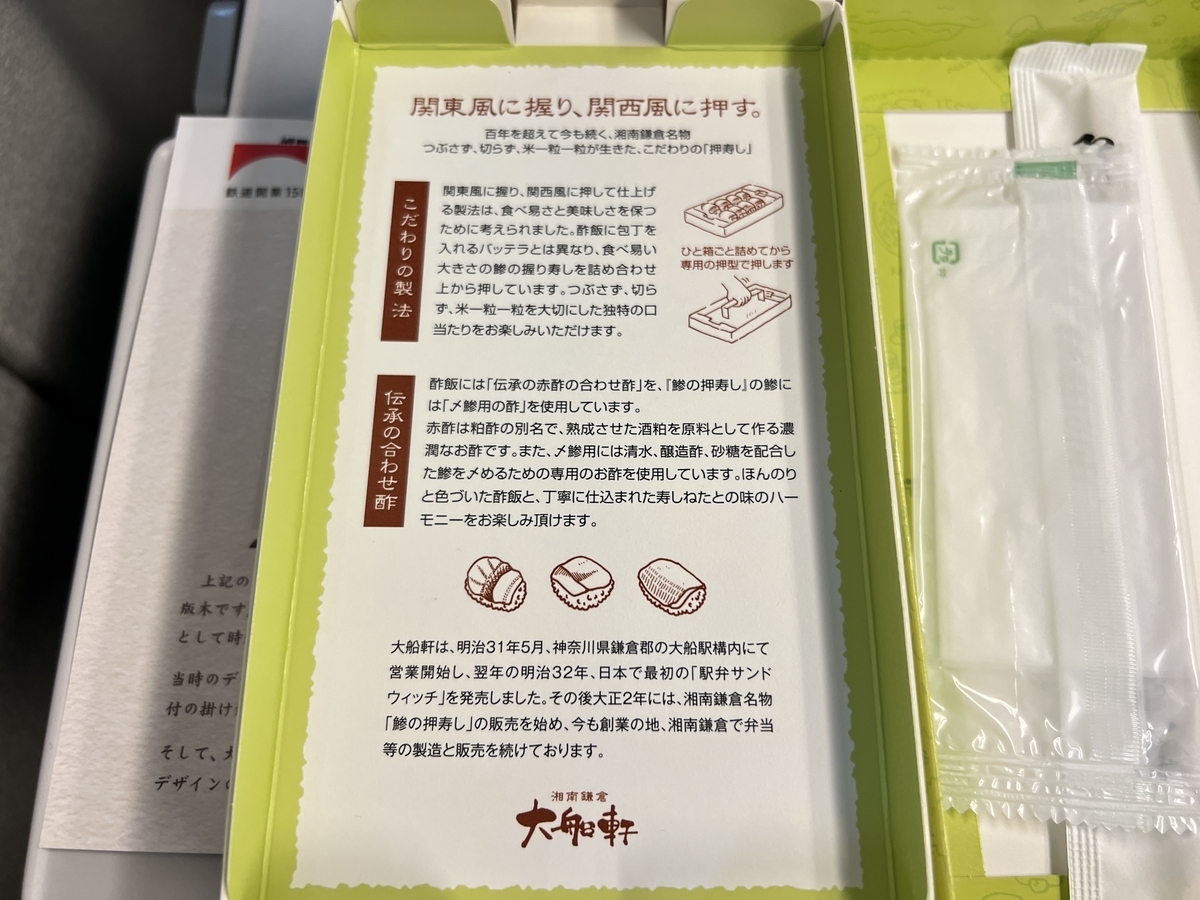 関東風に握り、関西風に押す。
百年を超えて今も続く、湘南鎌倉名物
つぶさず、切らず、米一粒一粒が生きた、こだわりの「押寿し」
こだわりの製法
関東風に握り、関西風に押して仕上げ
る製法は、食べ易さと美味しさを保つ
ために考えられました。酢飯に包丁を
入れるバッテラとは異なり、食べ易い
大きさの鯵の握り寿しを詰め合わせ
上から押しています。つぶさず、切ら
ず、米一粒一粒を大切にした独特の口
当たりをお楽しみいただけます。
ひと箱ごと詰めてから
専用の押型で押します
伝承の合わせ酢
酢飯には「伝承の赤酢の合わせ酢」を、『鯵の押寿し』の鯵に
は「〆鯵用の酢」を使用しています。
赤酢は粕酢の別名で、熟成させた酒粕を原料として作る濃
潤なお酢です。また、〆鯵用には清水、醸造酢、砂糖を配合し
た鯵を〆めるための専用のお酢を使用しています。ほんのり
と色づいた酢飯と、丁寧に仕込まれた寿しねたとの味のハー
モニーをお楽しみ頂けます。
大船軒は、明治31年5月、神奈川県鎌倉郡の大船駅構内にて
営業開始し、翌年の明治32年、日本で最初の「駅弁サンド
ウィッチ」を発売しました。その後大正2年には、湘南鎌倉名物
「鯵の押寿し」の販売を始め、今も創業の地、湘南鎌倉で弁当
等の製造と販売を続けております。
湘南鎌倉
大船軒
鉄道開業15
上記の
版木です
として時
当時のデ
付の掛け
そして、大
デザイン
プラ